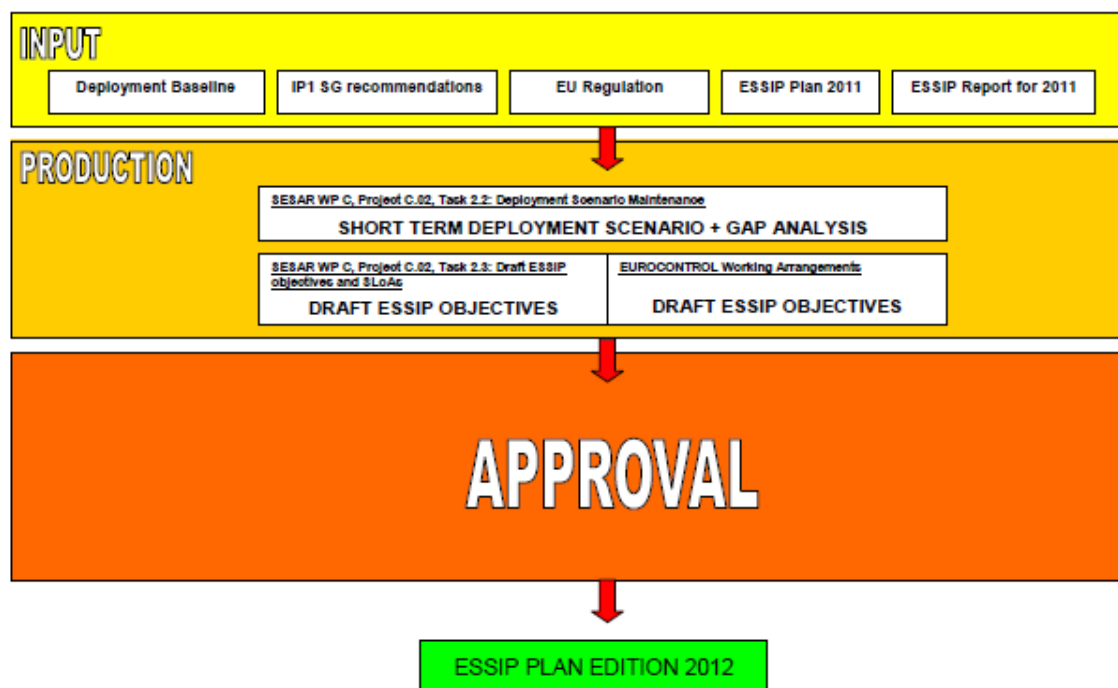 INPUT
Deployment Baseline
IP1 SG recommendations
EU Regulation
ESSIP Plan 2011
ESSIP Report for 2011
PRODUCTION
SESAR WP C, Project C.02, Task 2.2: Deployment Scenario Maintenance
SHORT TERM DEPLOYMENT SCENARIO + GAP ANALYSIS
SESAR WP C, Project C.02, Task 2.3: Draft ESSIP
objectives and SLoAs
DRAFT ESSIP OBJECTIVES
EUROCONTROL Working Arrangements
DRAFT ESSIP OBJECTIVES
APPROVAL
ESSIP PLAN EDITION 2012